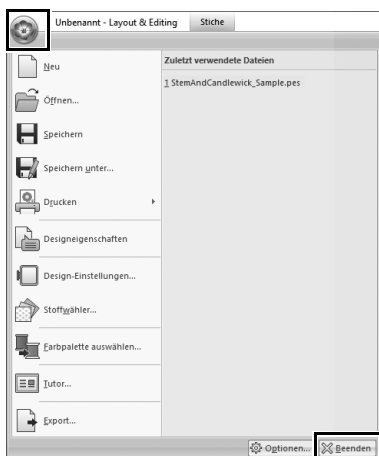 Unbenannt - Layout & Editing Stiche
Neu
Öffnen...
Speichern
Speichern unter...
Drucken
Designeigenschaften
Design-Einstellungen...
Stoffwähler...
Farbpalette auswählen...
Tutor...
Export...
Zuletzt verwendete Dateien
1 StemAndCandlewick_Sample.pes
Optionen... Beenden